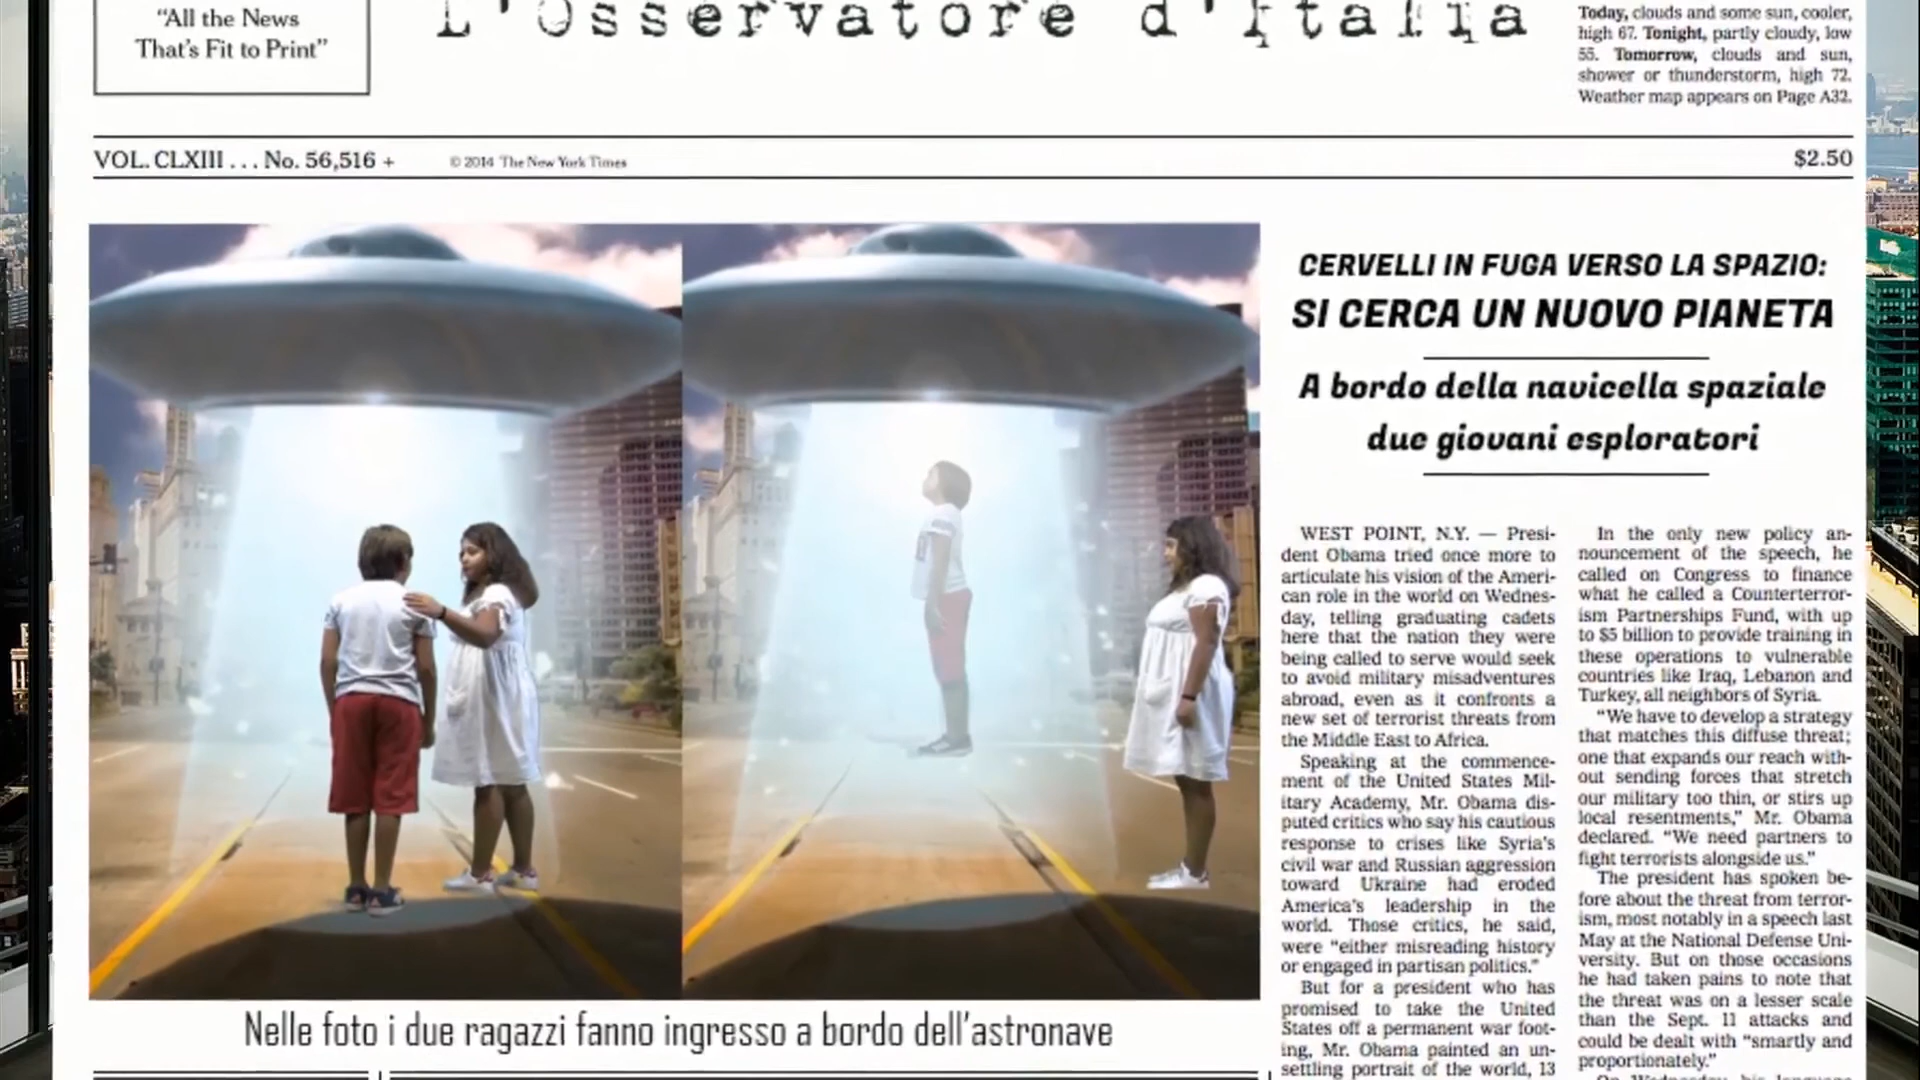 “All the News
That’s Fit to Print”
L'Osservatore d'Italia
Today, clouds and some sun, cooler,
high 67. Tonight, partly cloudy, low
55. Tomorrow, clouds and sun,
shower or thunderstorm, high 72.
Weather map appears on Page A32.
VOL. CLXIII . . . No. 56,516 +
© 2014 The New York Times
$2.50
CERVELLI IN FUGA VERSO LA SPAZIO:
SI CERCA UN NUOVO PIANETA
A bordo della navicella spaziale
due giovani esploratori
WEST POINT, N.Y. — Presi-
dent Obama tried once more to
articulate his vision of the Ameri-
can role in the world on Wednes-
day, telling graduating cadets
here that the nation they were
being called to serve would seek
to avoid military misadventures
abroad, even as it confronts a
new set of terrorist threats from
the Middle East to Africa.
Speaking at the commence-
ment of the United States Mil-
itary Academy, Mr. Obama dis-
puted critics who say his cautious
response to crises like Syria’s
civil war and Russian aggression
toward Ukraine had eroded
America’s leadership in the
world. Those critics, he said,
were “either misreading history
or engaged in partisan politics.”
But for a president who has
promised to take the United
States off a permanent war foot-
ing, Mr. Obama painted an un-
settling portrait of the world, 13
In the only new policy an-
nouncement of the speech, he
called on Congress to finance
what he called a Counterterror-
ism Partnerships Fund, with up
to $5 billion to provide training in
these operations to vulnerable
countries like Iraq, Lebanon and
Turkey, all neighbors of Syria.
“We have to develop a strategy
that matches this diffuse threat;
one that expands our reach with-
out sending forces that stretch
our military too thin, or stirs up
local resentments,” Mr. Obama
declared. “We need partners to
fight terrorists alongside us.”
The president has spoken be-
fore about the threat from terror-
ism, most notably in a speech last
May at the National Defense Uni-
versity. But on those occasions
he had taken pains to note that
the threat was on a lesser scale
than the Sept. 11 attacks and
could be dealt with “smartly and
proportionately.”
Nelle foto i due ragazzi fanno ingresso a bordo dell’astronave